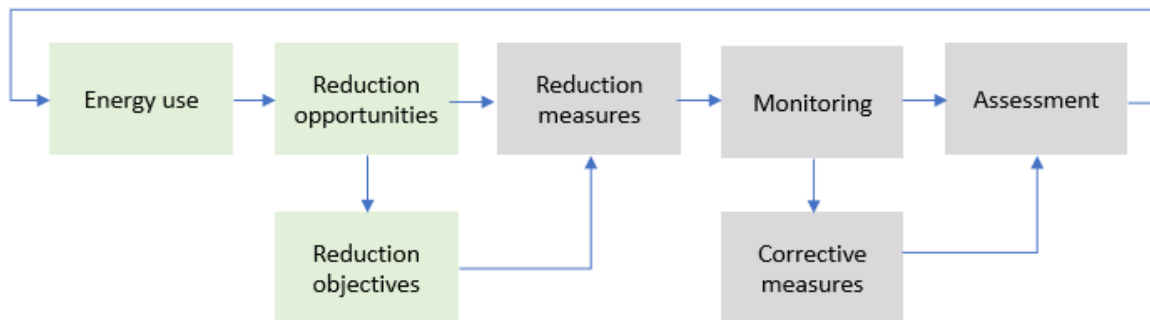 Energy use
Reduction
opportunities
Reduction
measures
Monitoring
Assessment
Reduction
objectives
Corrective
measures